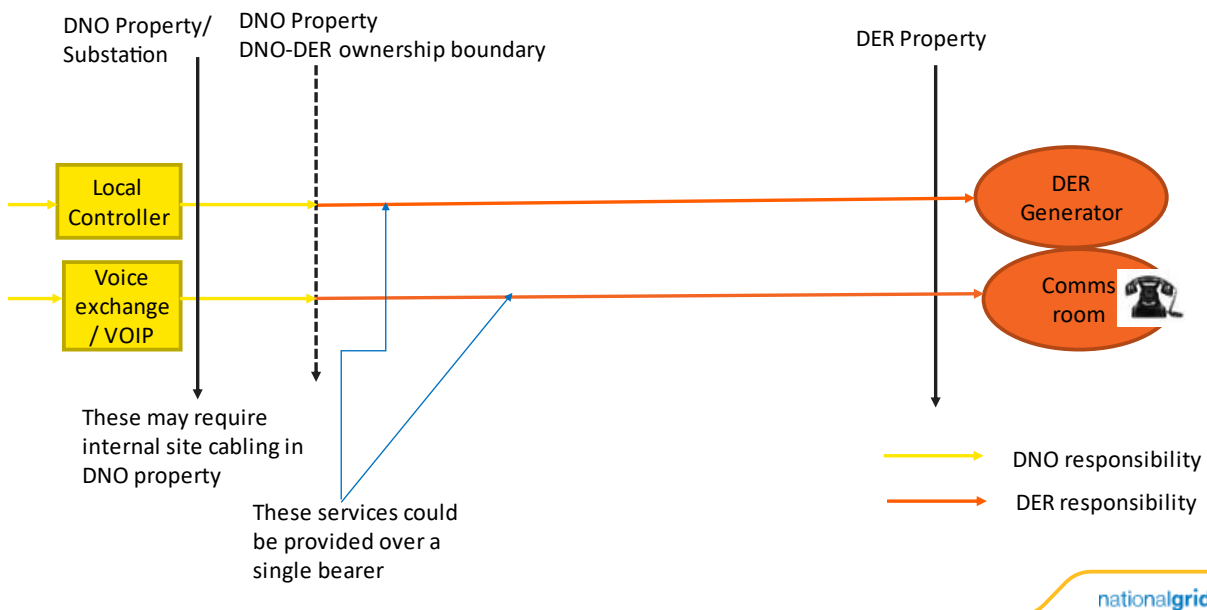 DNO Property/
Substation
DNO Property
DNO-DER ownership boundary
DER Property
Local
Controller
DER
Generator
Voice
exchange
/ VOIP
Comms
room
These may require
internal site cabling in
DNO property
These services could
be provided over a
single bearer
DNO responsibility
DER responsibility
nationalgrid